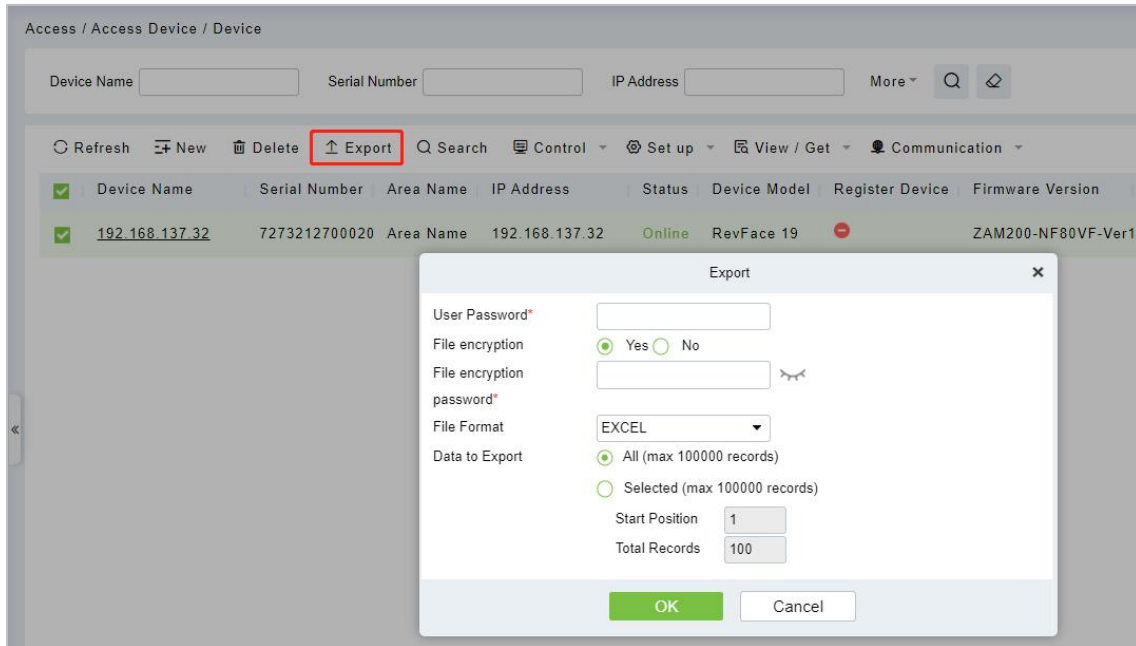 Access / Access Device / Device
Device Name Serial Number IP Address More
Refresh New Delete Export Search Control Set up View / Get Communication
Device Name Serial Number Area Name IP Address Status Device Model Register Device Firmware Version
192.168.137.32 7273212700020 Area Name 192.168.137.32 Online RevFace 19 ZAM200-NF80VF-Ver1
Export
User Password*
File encryption Yes No
File encryption
password*
File Format EXCEL
Data to Export All (max 100000 records)
Selected (max 100000 records)
Start Position 1
Total Records 100
OK Cancel